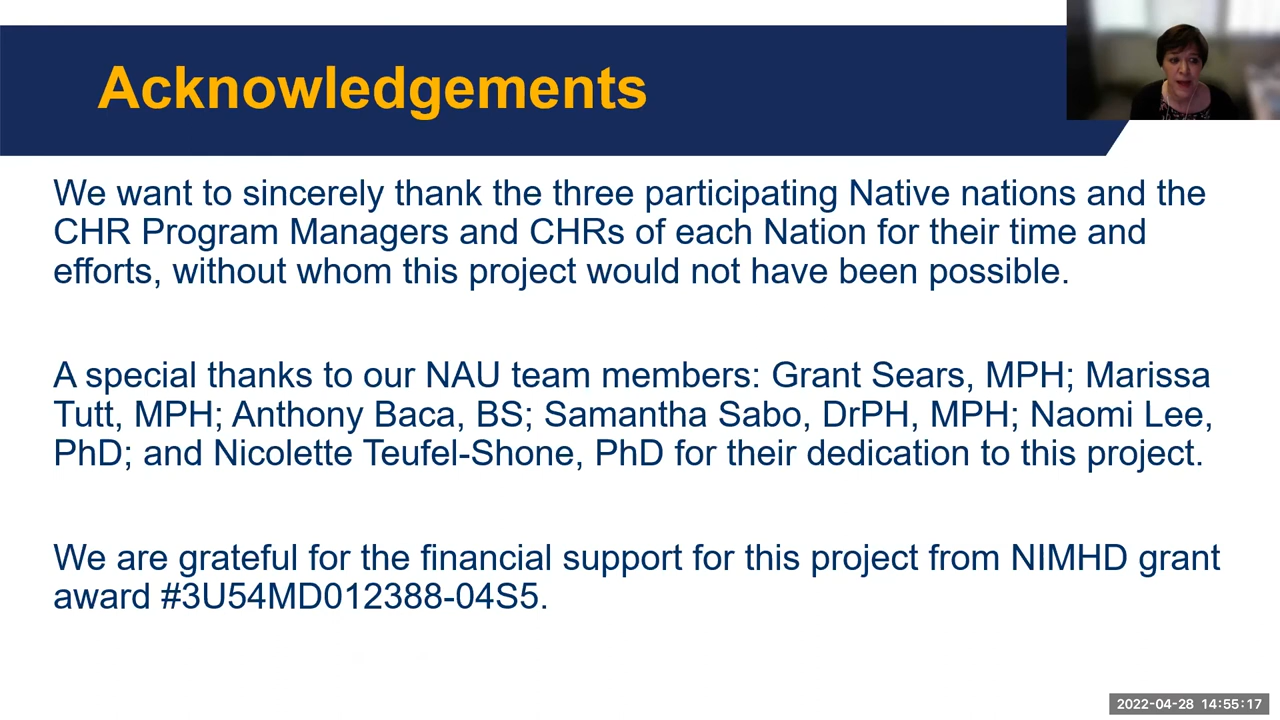 Acknowledgements
We want to sincerely thank the three participating Native nations and the
CHR Program Managers and CHRs of each Nation for their time and
efforts, without whom this project would not have been possible.
A special thanks to our NAU team members: Grant Sears, MPH; Marissa
Tutt, MPH; Anthony Baca, BS; Samantha Sabo, DrPH, MPH; Naomi Lee,
PhD; and Nicolette Teufel-Shone, PhD for their dedication to this project.
We are grateful for the financial support for this project from NIMHD grant
award #3U54MD012388-04S5.
2022-04-28 14:55:17